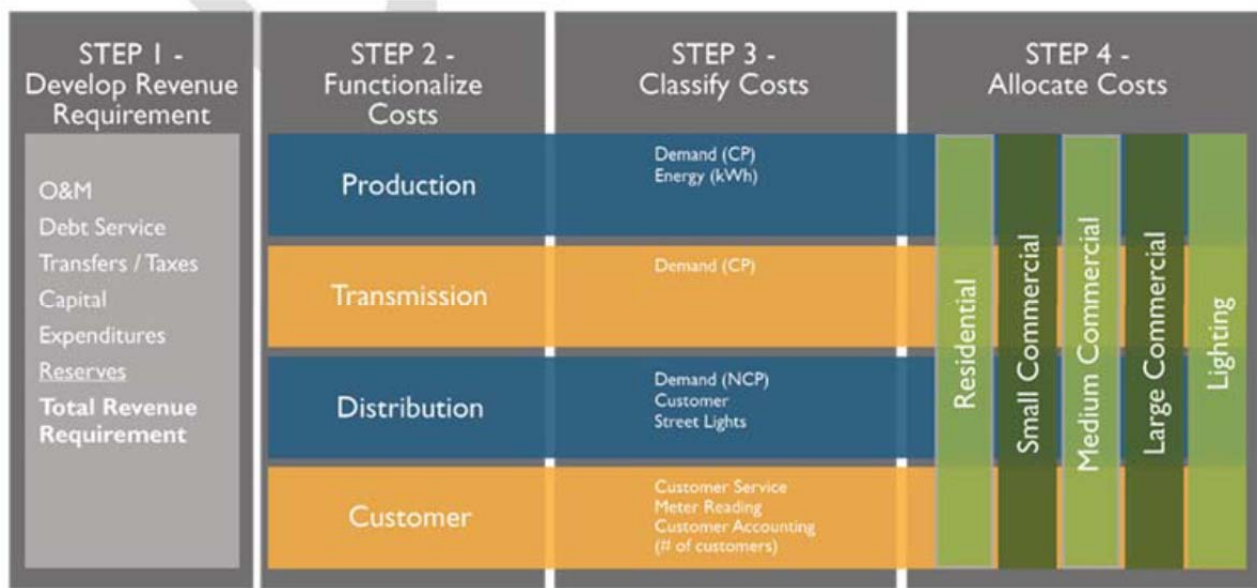 STEP 1 -
Develop Revenue
Requirement
O&M
Debt Service
Transfers / Taxes
Capital
Expenditures
Reserves
Total Revenue
Requirement
STEP 2 -
Functionalize
Costs
Production
Transmission
Distribution
Customer
STEP 3 -
Classify Costs
Demand (CP)
Energy (kWh)
Demand (CP)
Demand (NCP)
Customer
Street Lights
Customer Service
Meter Reading
Customer Accounting
(# of customers)
STEP 4 -
Allocate Costs
Residential
Small Commercial
Medium Commercial
Large Commercial
Lighting